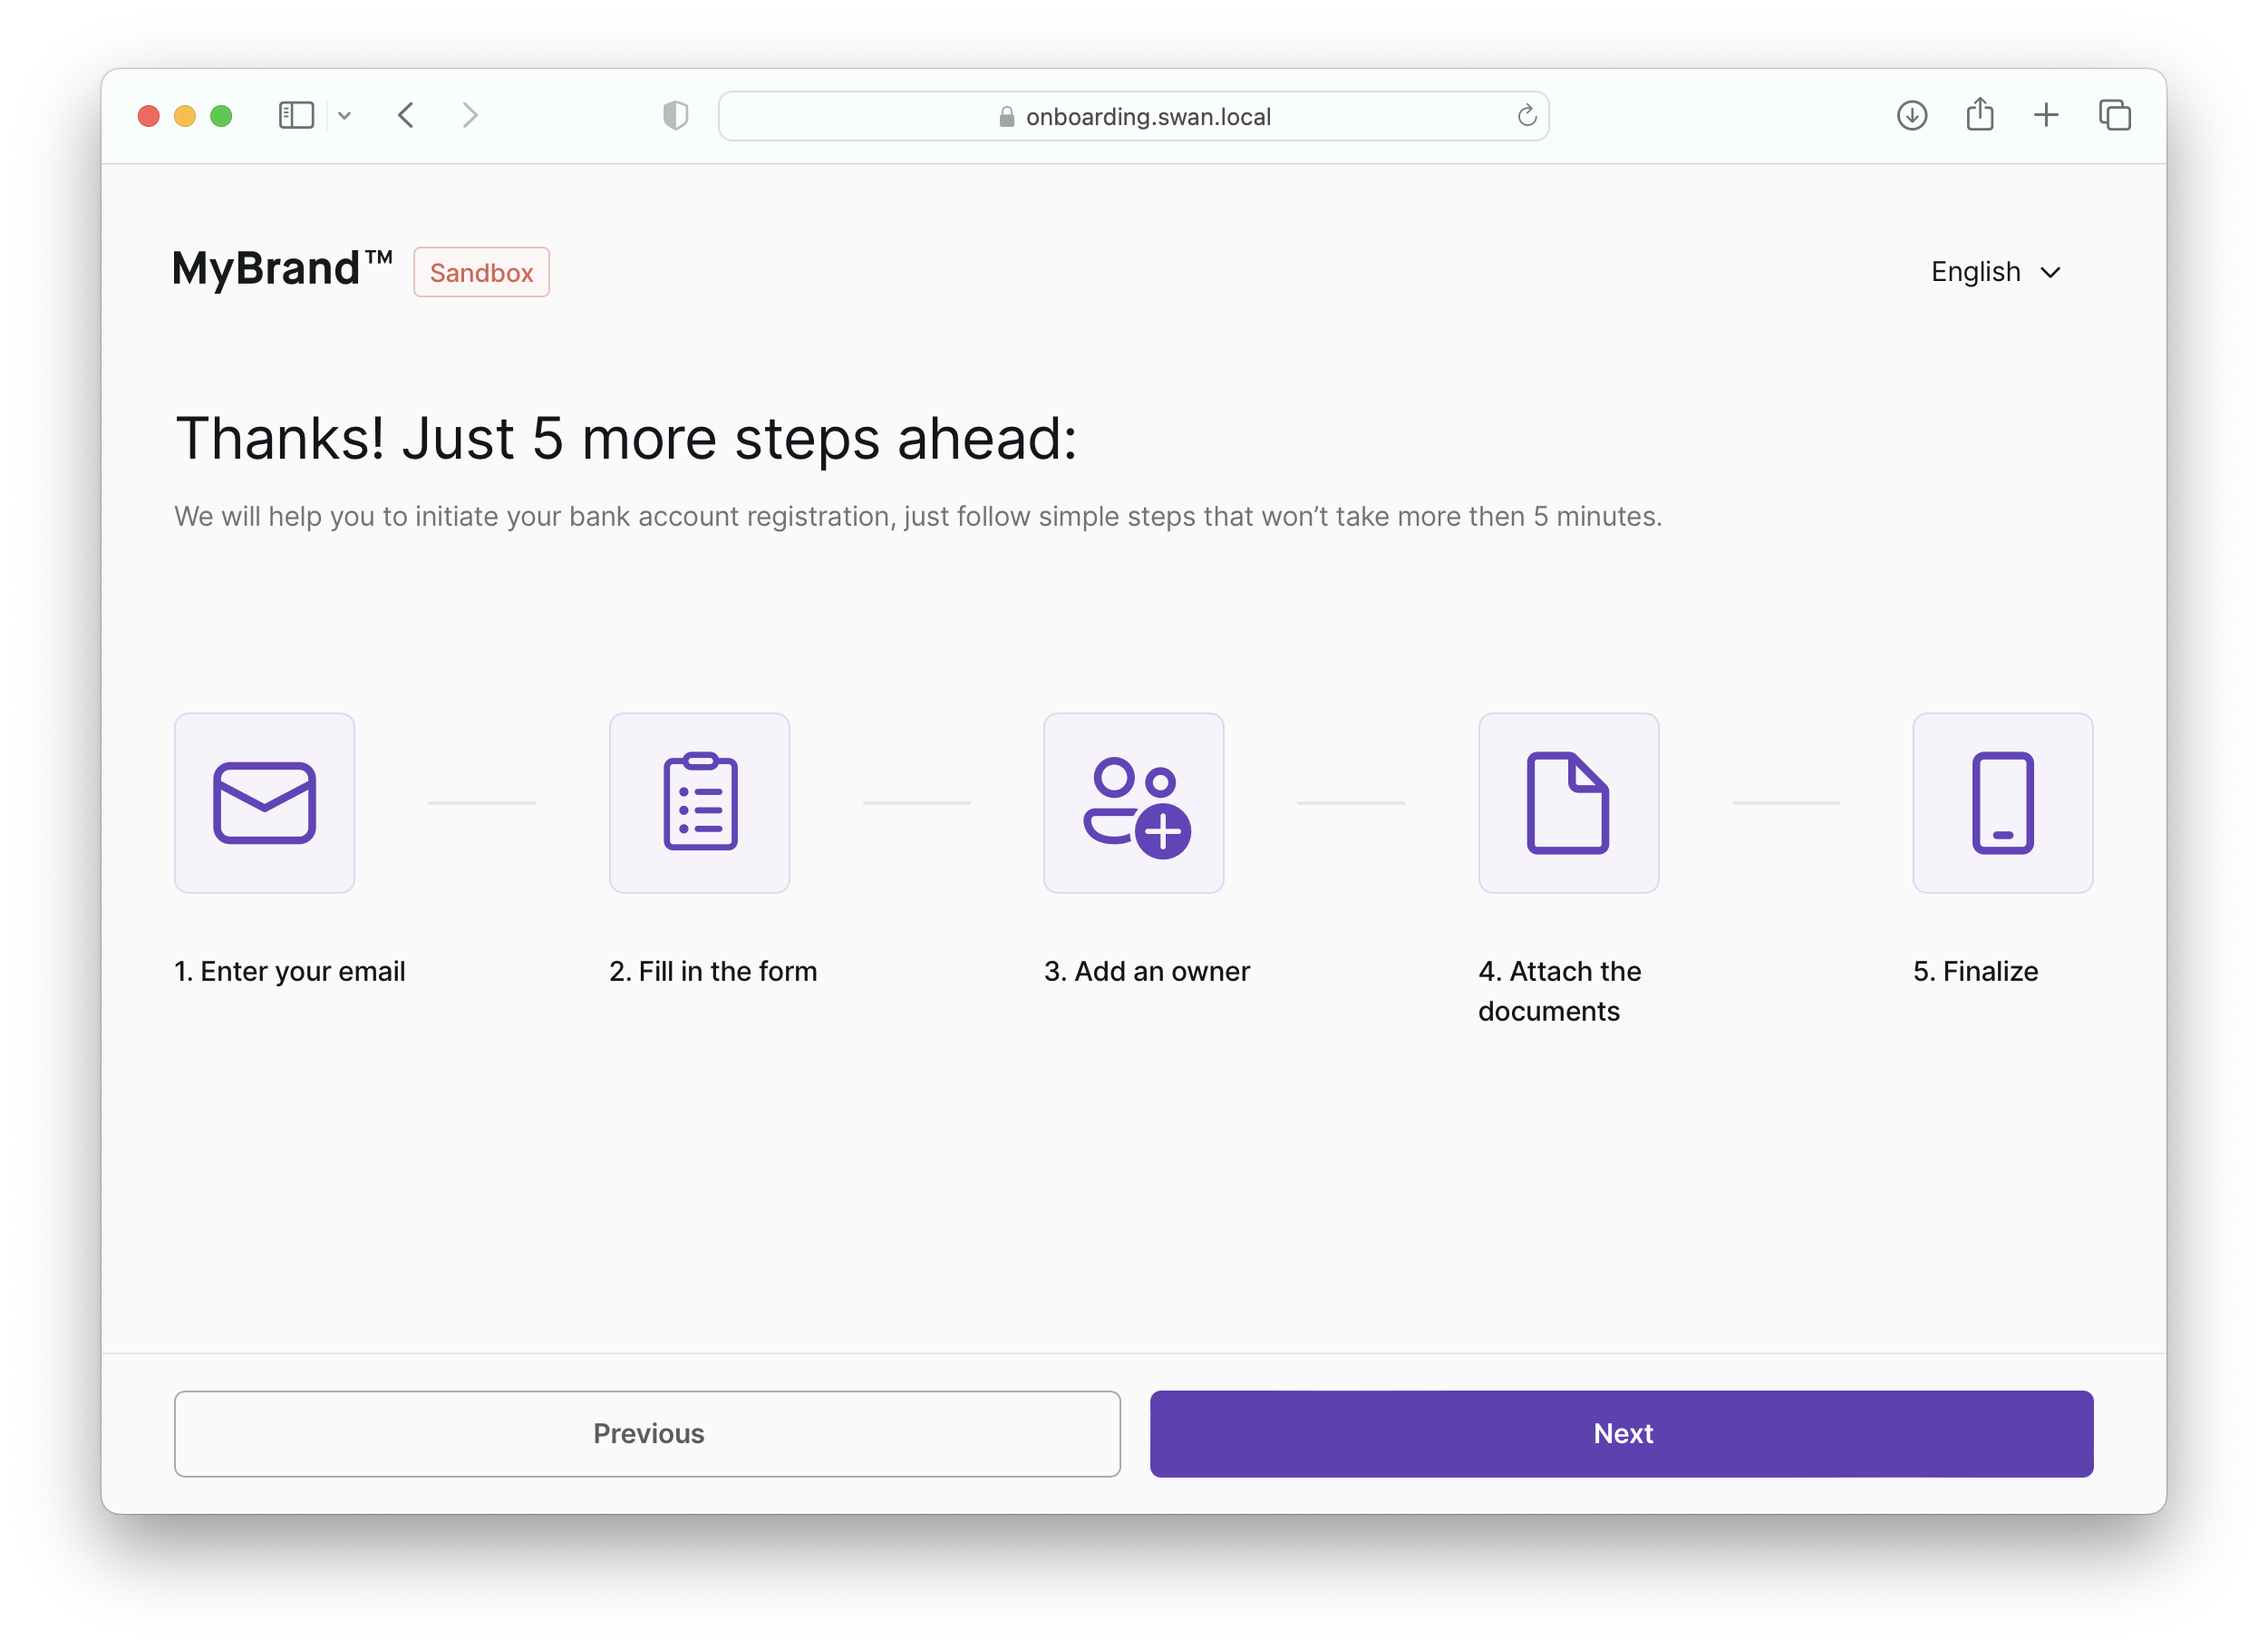 onboarding.swan.local
MyBrand™ Sandbox
English
Thanks! Just 5 more steps ahead:
We will help you to initiate your bank account registration, just follow simple steps that won’t take more then 5 minutes.
1. Enter your email
2. Fill in the form
3. Add an owner
4. Attach the
documents
5. Finalize
Previous
Next